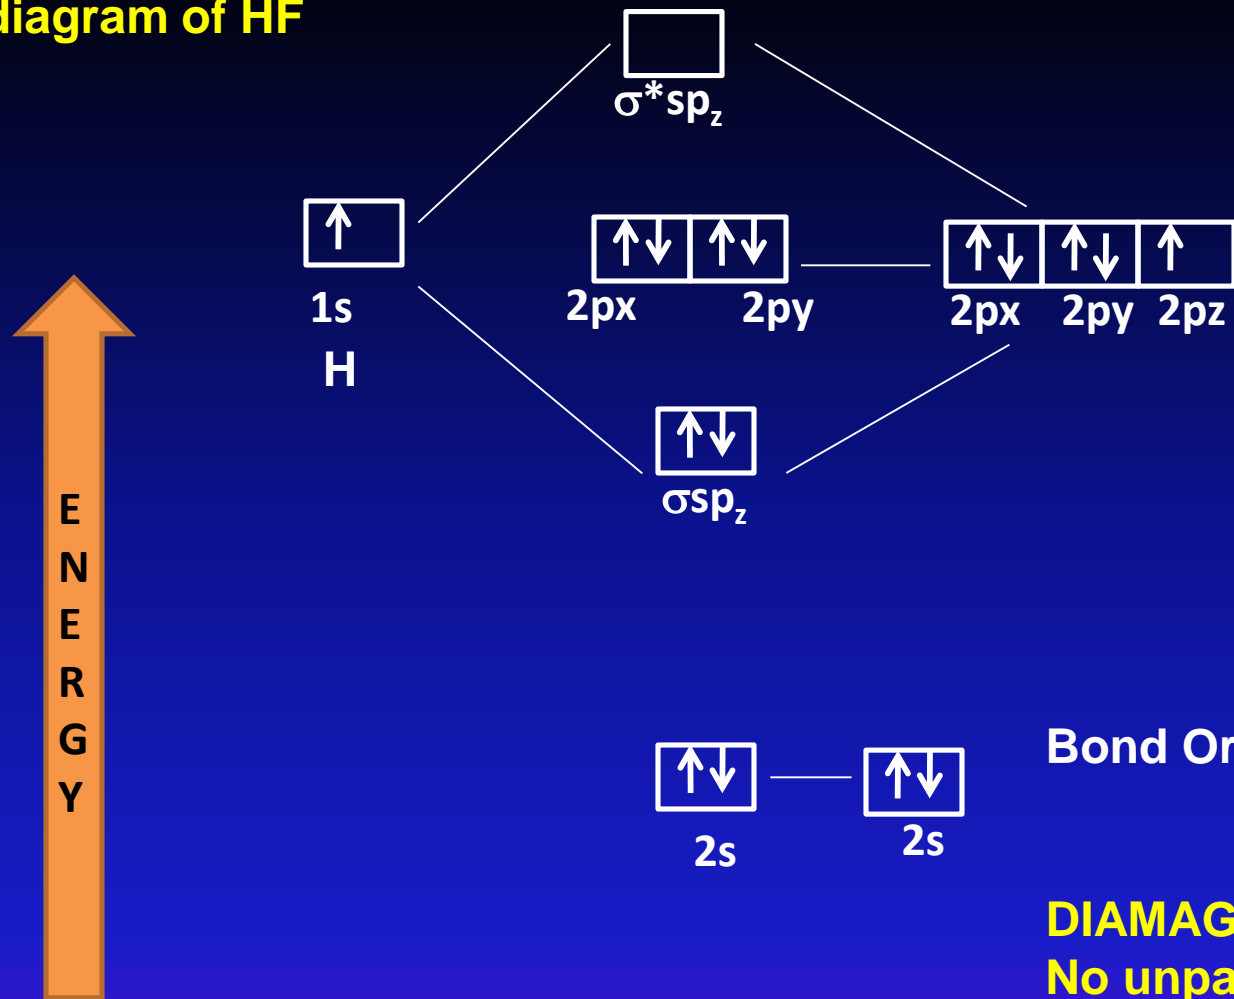 diagram of HF
σ*spz
1s
H
2px 2py
2px 2py 2pz
σspz
E
N
E
R
G
Y
2s
2s
Bond Or
DIAMAG
No unpa